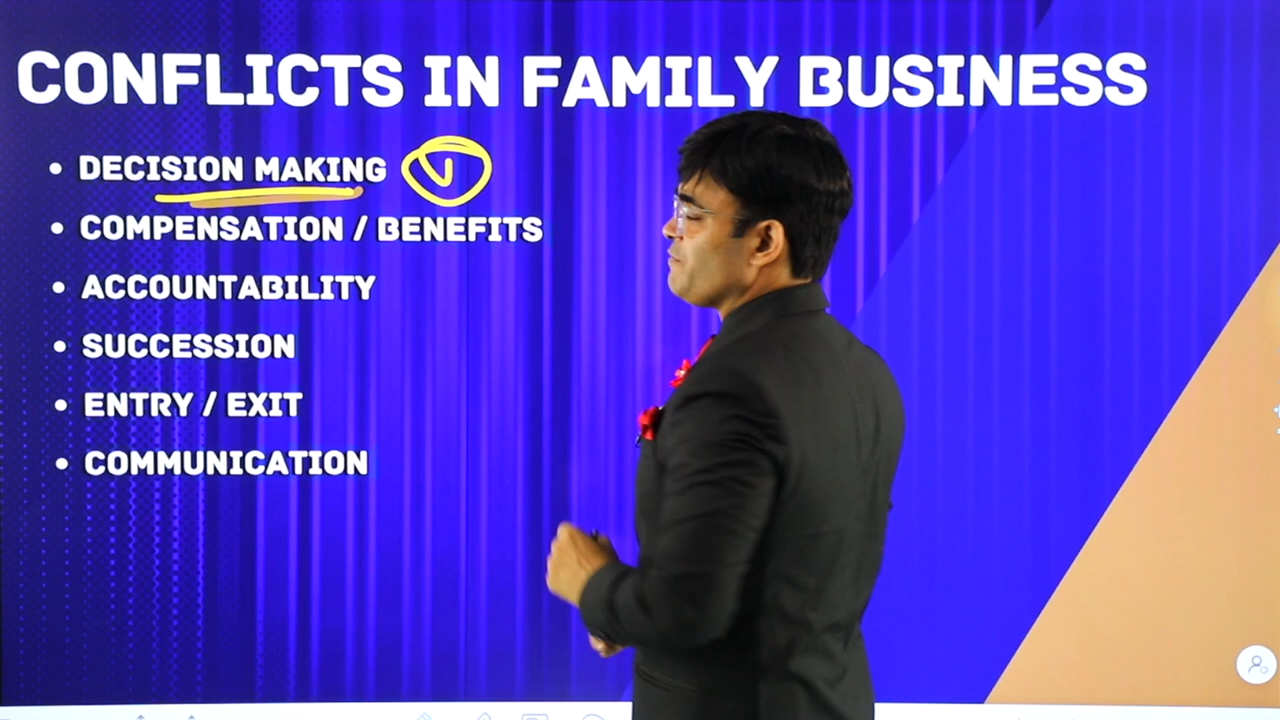 CONFLICTS IN FAMILY BUSINESS
• DECISION MAKING
• COMPENSATION / BENEFITS
• ACCOUNTABILITY
• SUCCESSION
• ENTRY / EXIT
• COMMUNICATION